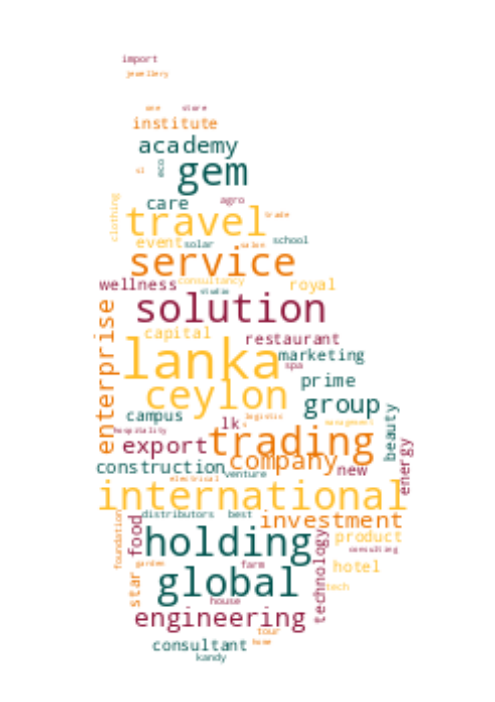 import
jewellery
one store
institute
academy
sl eco gem
care agro
clothing travel trade
event solar salon school
service
wellness consultancy royal
studio
solution
enterprise capital restaurant
lanka marketing
spa
ceylon prime
campus group
lk logistic management
hospitality export trading beauty
construction company new energy
electrical venture
international
distributors best investment
foundation food holding product
consulting
garden farm technology hotel
star global tech
house
engineering
tour
consultant home
kandy